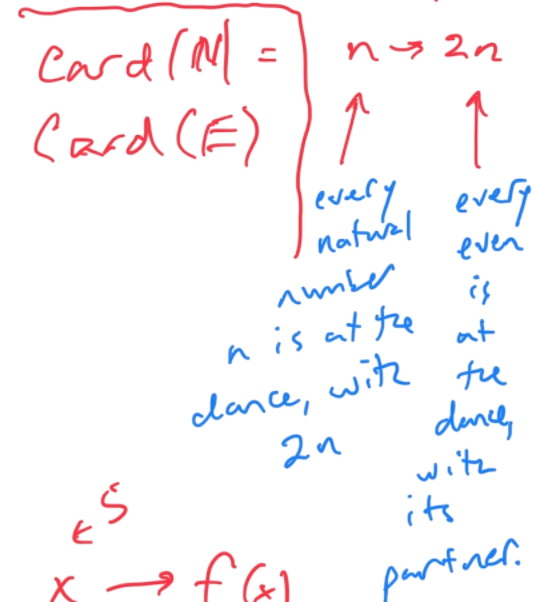 Card(ℕ) =
Card(E)
n → 2n
every
natural
number
n is at the
dance, with
2n
every
even
is
at
the
dance,
with
its
partner.
∈ S
x → f(x)